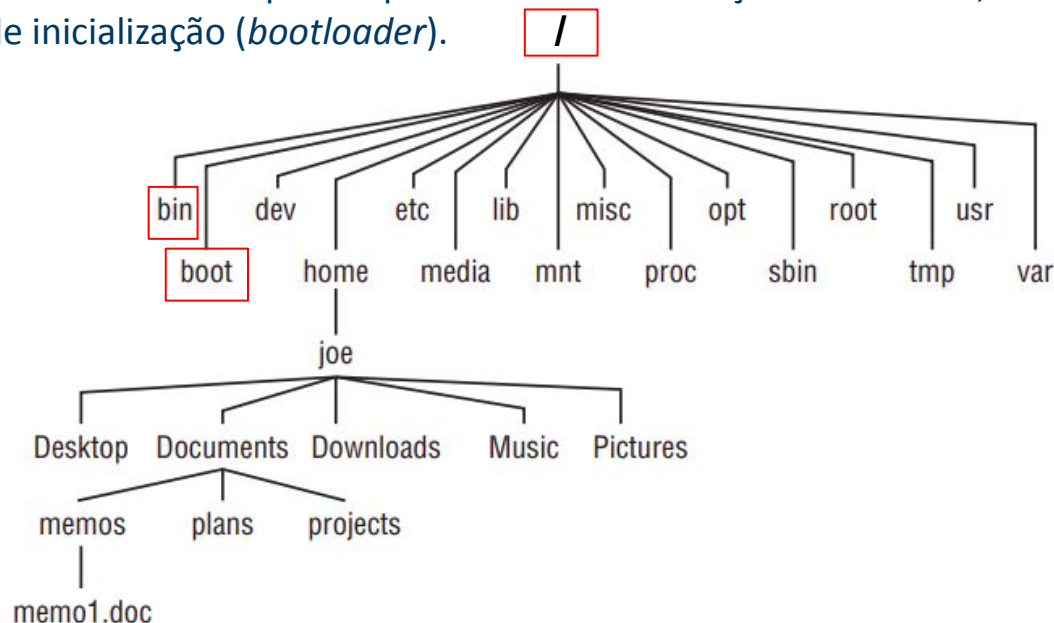 de inicialização (bootloader).
/
bin dev etc lib misc opt root usr
boot home media mnt proc sbin tmp var
joe
Desktop Documents Downloads Music Pictures
memos plans projects
memo1.doc